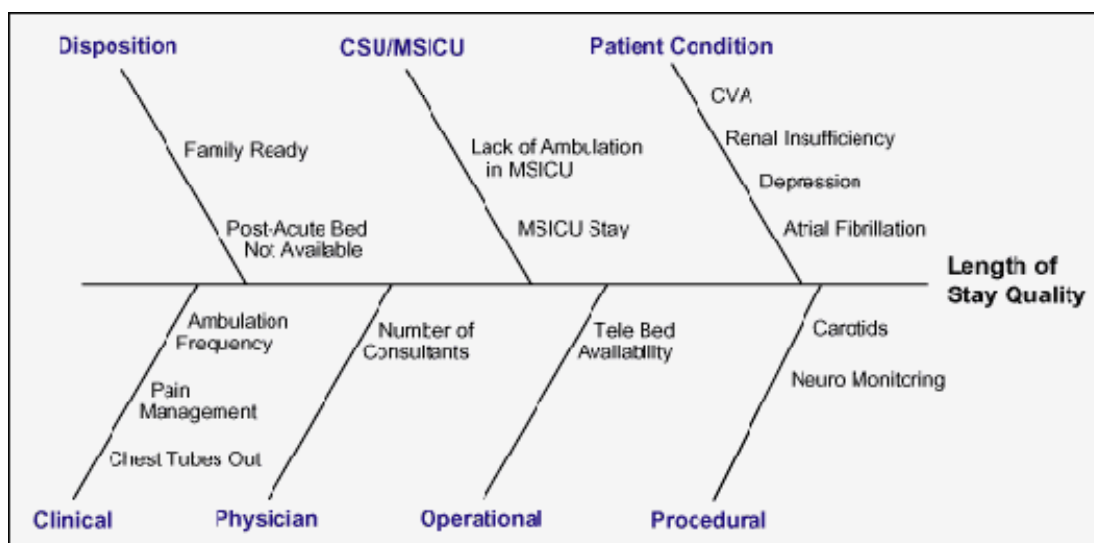 Disposition
CSU/MSICU
Patient Condition
CVA
Renal Insufficiency
Depression
Atrial Fibrillation
Family Ready
Post-Acute Bed
Not Available
Lack of Ambulation
in MSICU
MSICU Stay
Length of
Stay Quality
Ambulation
Frequency
Pain
Management
Chest Tubes Out
Number of
Consultants
Tele Bed
Availability
Carotids
Neuro Monitoring
Clinical
Physician
Operational
Procedural